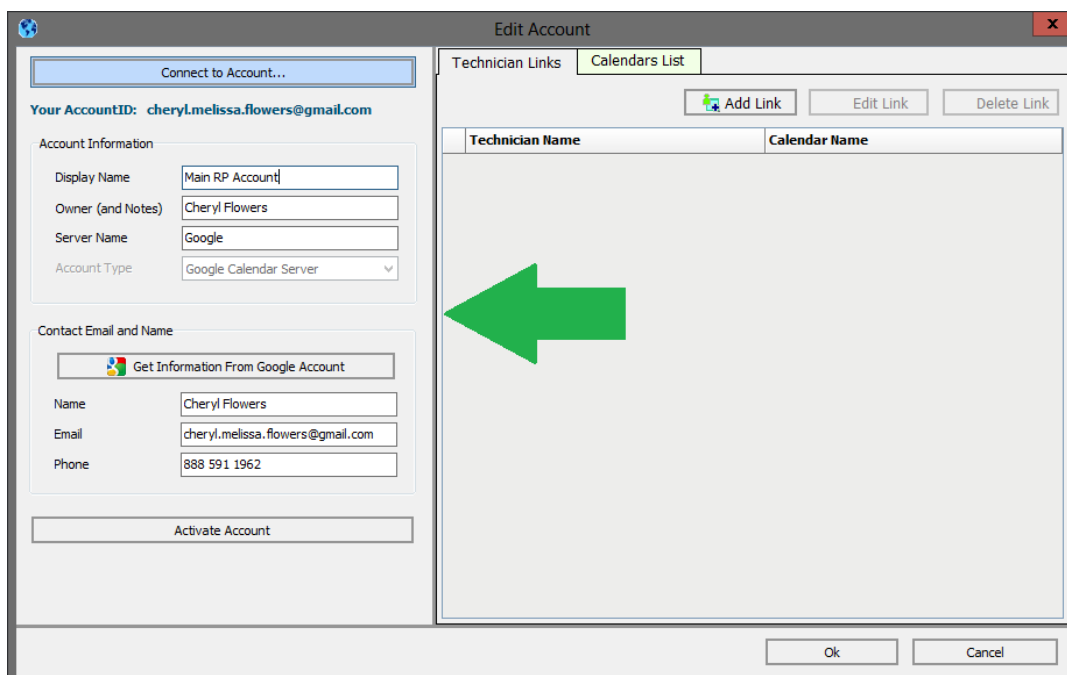 Edit Account
x
Connect to Account...
Your AccountID: cheryl.melissa.flowers@gmail.com
Account Information
Display Name Main RP Account
Owner (and Notes) Cheryl Flowers
Server Name Google
Account Type Google Calendar Server
Contact Email and Name
Get Information From Google Account
Name Cheryl Flowers
Email cheryl.melissa.flowers@gmail.com
Phone 888 591 1962
Activate Account
Technician Links Calendars List
Add Link Edit Link Delete Link
Technician Name Calendar Name
Ok Cancel